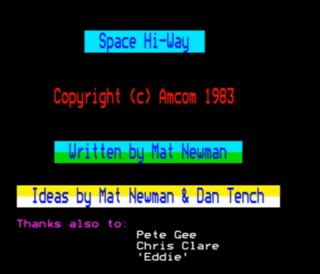 Space Hi-Way
Copyright (c) Amcom 1983
Written by Mat Newman
Ideas by Mat Newman & Dan Tench
Thanks also to:
Pete Gee
Chris Clare
'Eddie'